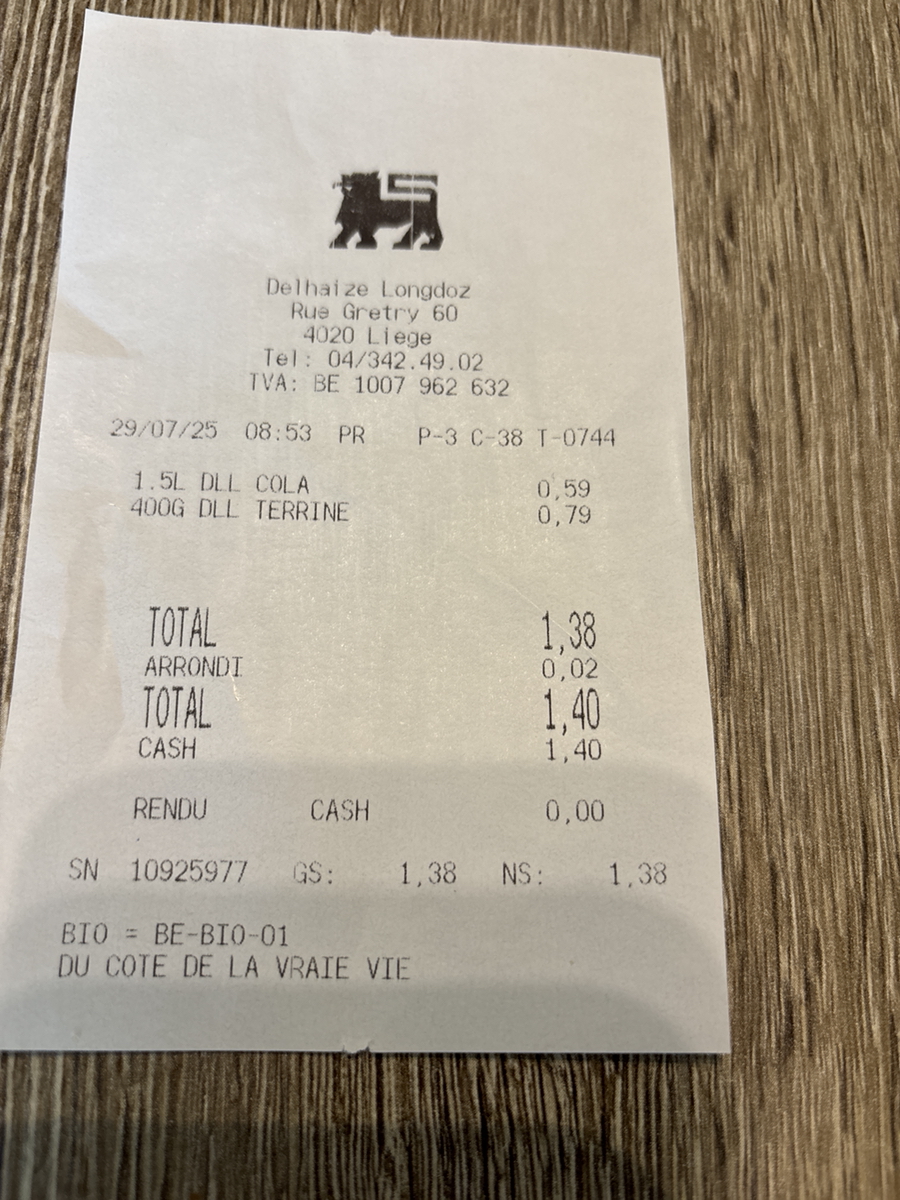 Delhaize Longdoz
Rue Gretry 60
4020 Liege
Tel: 04/342.49.02
TVA: BE 1007 962 632
29/07/25 08:53 PR P-3 C-38 T-0744
1.5L DLL COLA 0,59
400G DLL TERRINE 0,79
TOTAL 1,38
ARRONDI 0,02
TOTAL 1,40
CASH 1,40
RENDU CASH 0,00
SN 10925977 GS: 1,38 NS: 1,38
BIO = BE-BIO-01
DU COTE DE LA VRAIE VIE